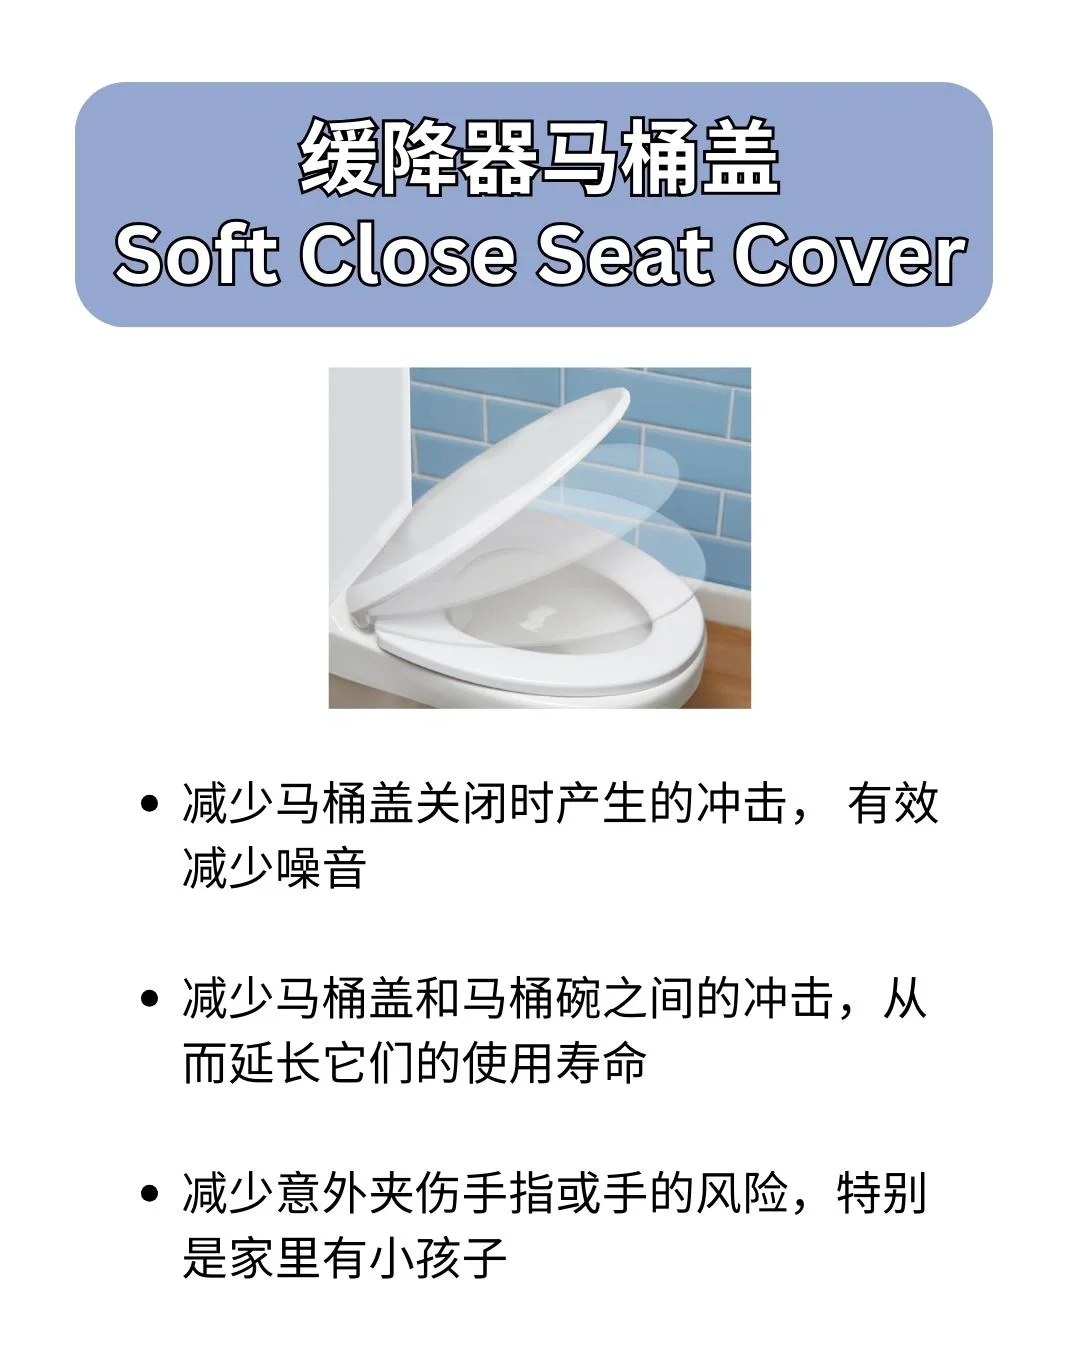 缓降器马桶盖
Soft Close Seat Cover
减少马桶盖关闭时产生的冲击， 有效
减少噪音
减少马桶盖和马桶碗之间的冲击，从
而延长它们的使用寿命
减少意外夹伤手指或手的风险，特别
是家里有小孩子